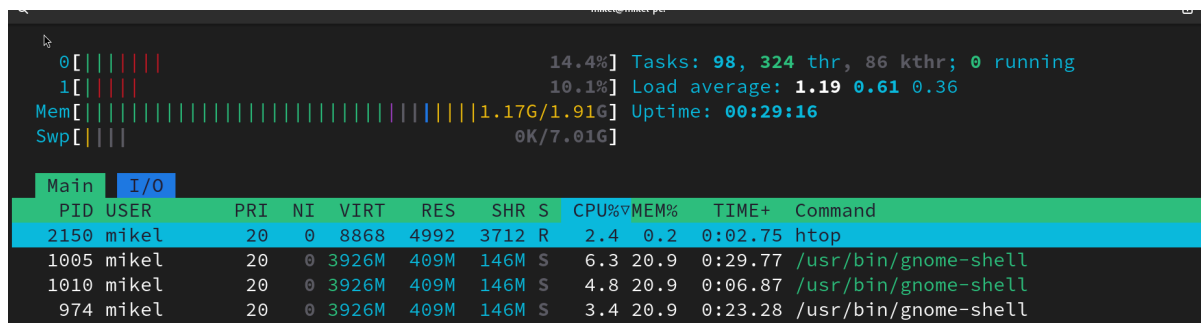 0[|||||||                                14.4%] Tasks: 98, 324 thr, 86 kthr; 0 running
1[|||||                                  10.1%] Load average: 1.19 0.61 0.36
Mem[||||||||||||||||||||||||||||||||||1.17G/1.91G] Uptime: 00:29:16
Swp[||||                              0K/7.01G]
Main I/O
PID USER PRI NI VIRT RES SHR S CPU%▽MEM% TIME+ Command
2150 mikel 20 0 8868 4992 3712 R 2.4 0.2 0:02.75 htop
1005 mikel 20 0 3926M 409M 146M S 6.3 20.9 0:29.77 /usr/bin/gnome-shell
1010 mikel 20 0 3926M 409M 146M S 4.8 20.9 0:06.87 /usr/bin/gnome-shell
974 mikel 20 0 3926M 409M 146M S 3.4 20.9 0:23.28 /usr/bin/gnome-shell